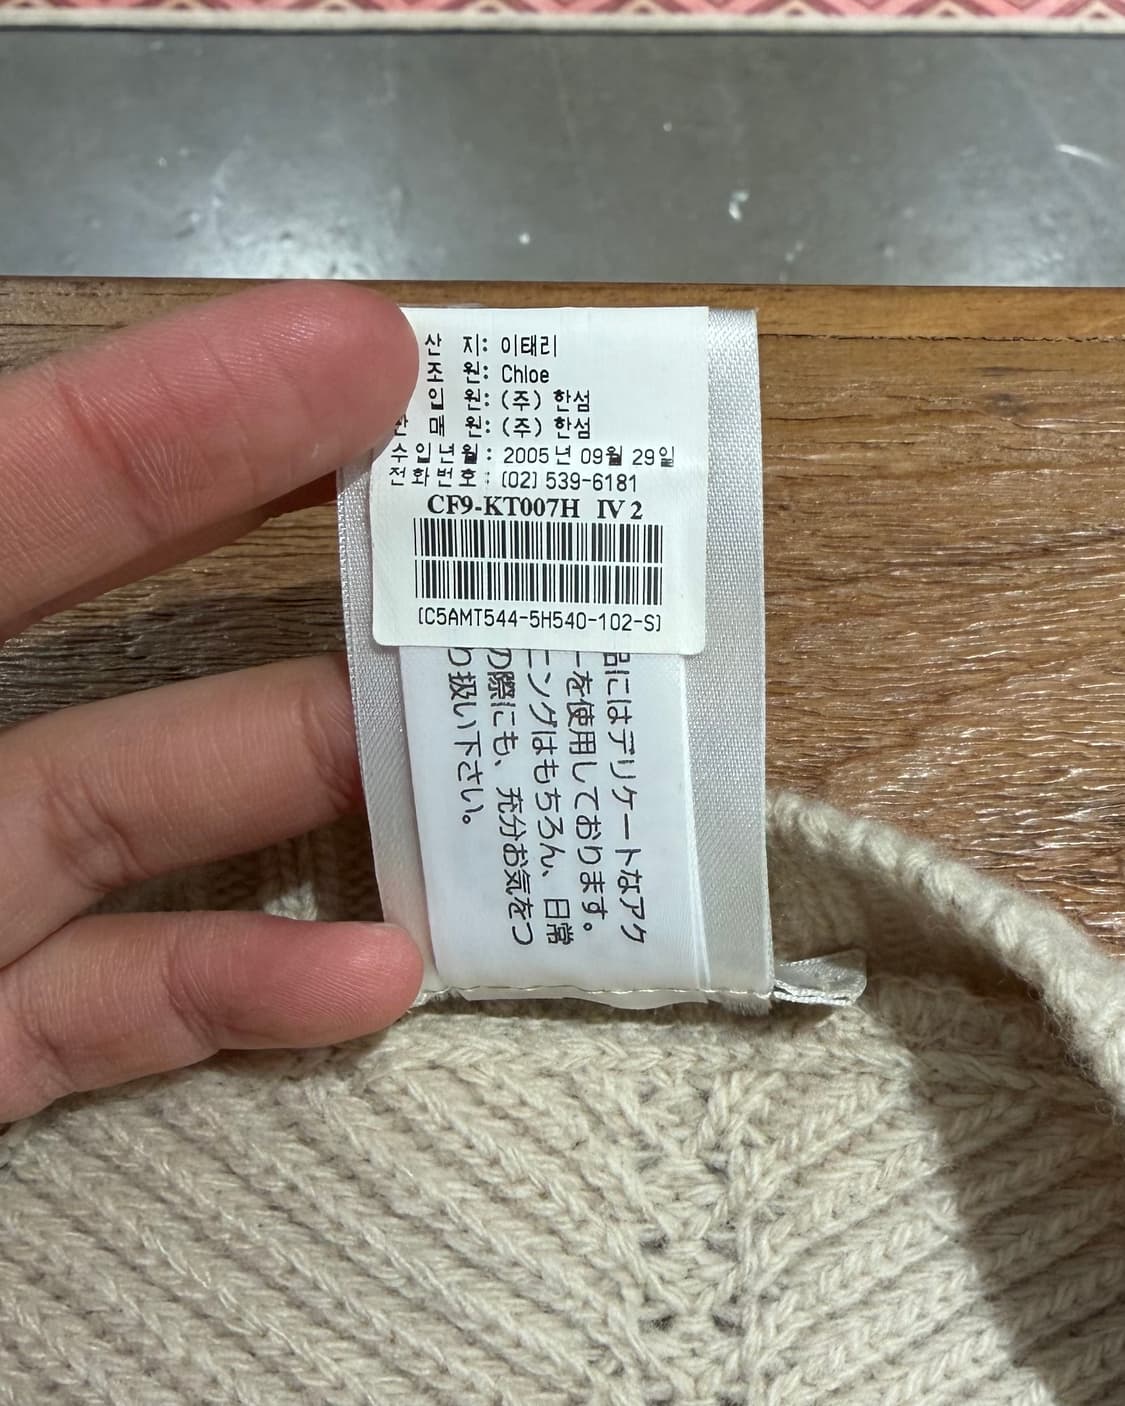 산 지: 이태리
조 원: Chloe
입 원: (주) 한섬
판 매 원: (주) 한섬
수입년월: 2005년 09월 29일
전화번호: (02) 539-6181
CF9-KT007H IV 2
(C5AMT544-5H540-102-S)
品にはデリケートなアク
ーを使用しております。
ニングはもちろん、日常
の際にも、充分お気をつ
り扱い下さい。